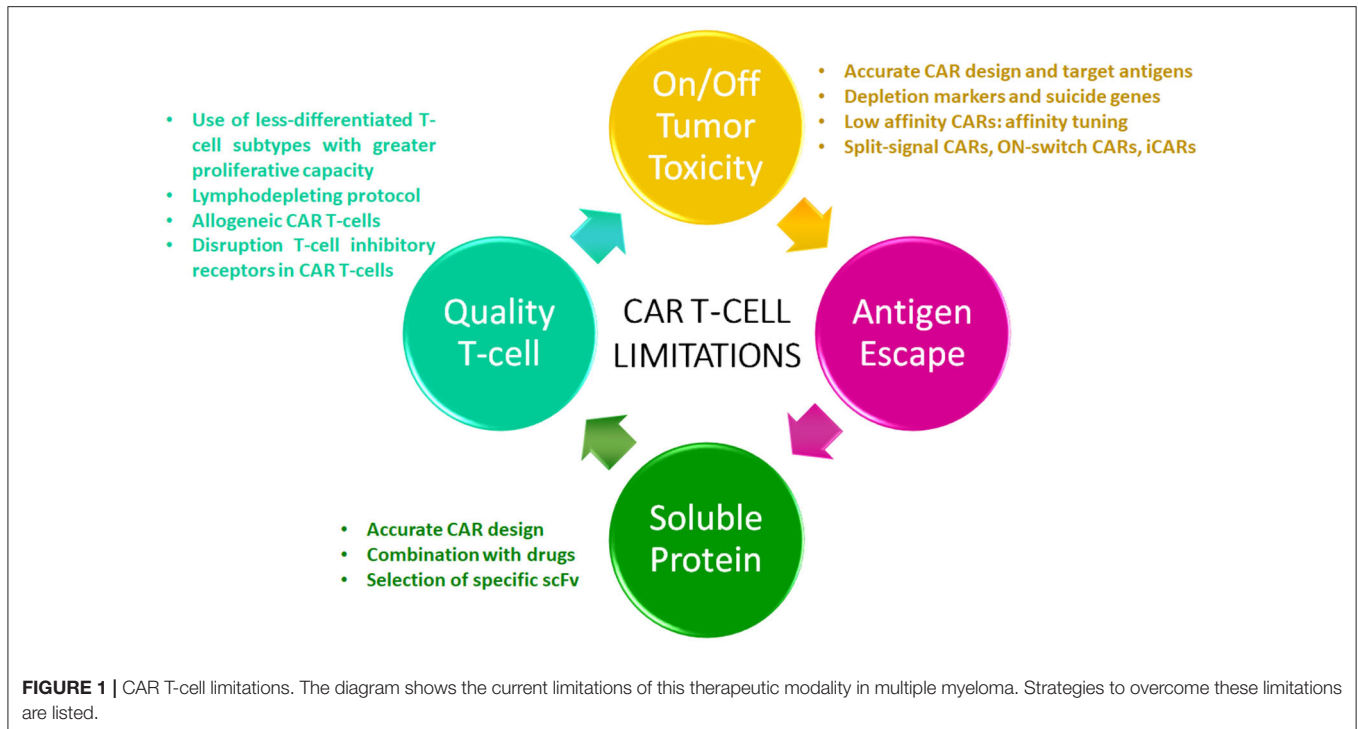 On/Off
Tumor
Toxicity
• Accurate CAR design and target antigens
• Depletion markers and suicide genes
• Low affinity CARs: affinity tuning
• Split-signal CARs, ON-switch CARs, iCARs
• Use of less-differentiated T-
cell subtypes with greater
proliferative capacity
• Lymphodepleting protocol
• Allogeneic CAR T-cells
• Disruption T-cell inhibitory
receptors in CAR T-cells
Quality
T-cell
CAR T-CELL
LIMITATIONS
Antigen
Escape
• Accurate CAR design
• Combination with drugs
• Selection of specific scFv
Soluble
Protein
FIGURE 1 | CAR T-cell limitations. The diagram shows the current limitations of this therapeutic modality in multiple myeloma. Strategies to overcome these limitations
are listed.